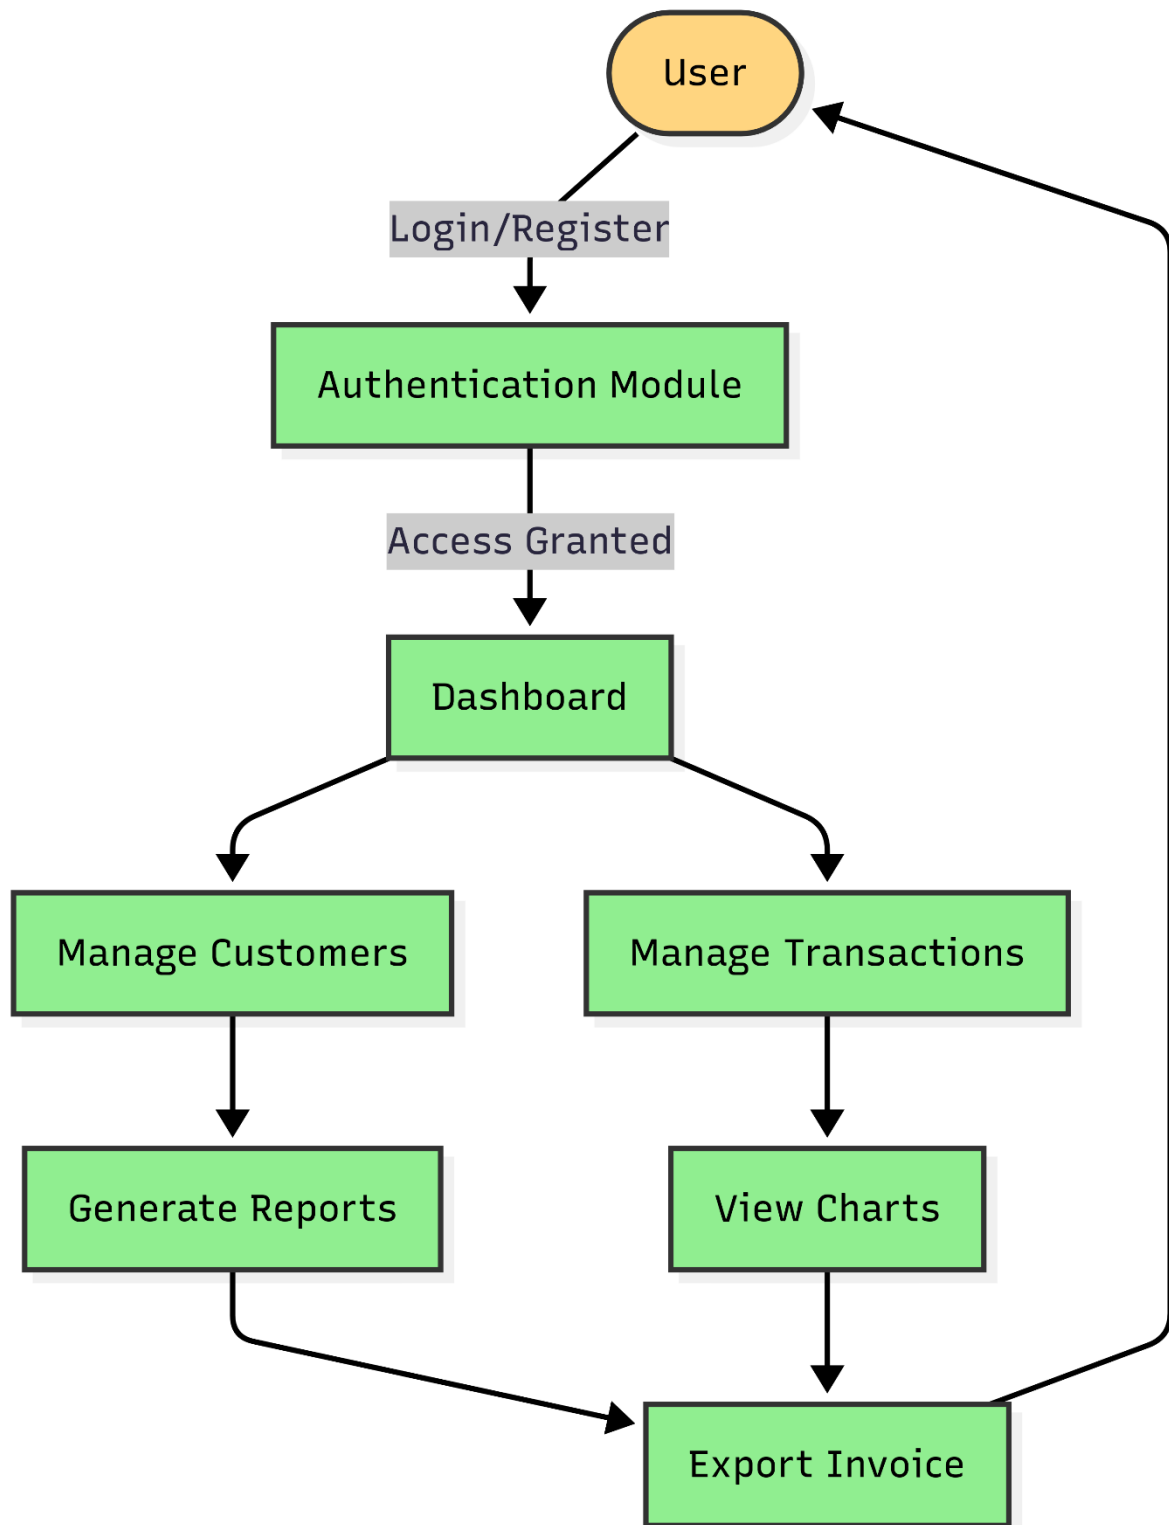 User
Login/Register
Authentication Module
Access Granted
Dashboard
Manage Customers
Manage Transactions
Generate Reports
View Charts
Export Invoice